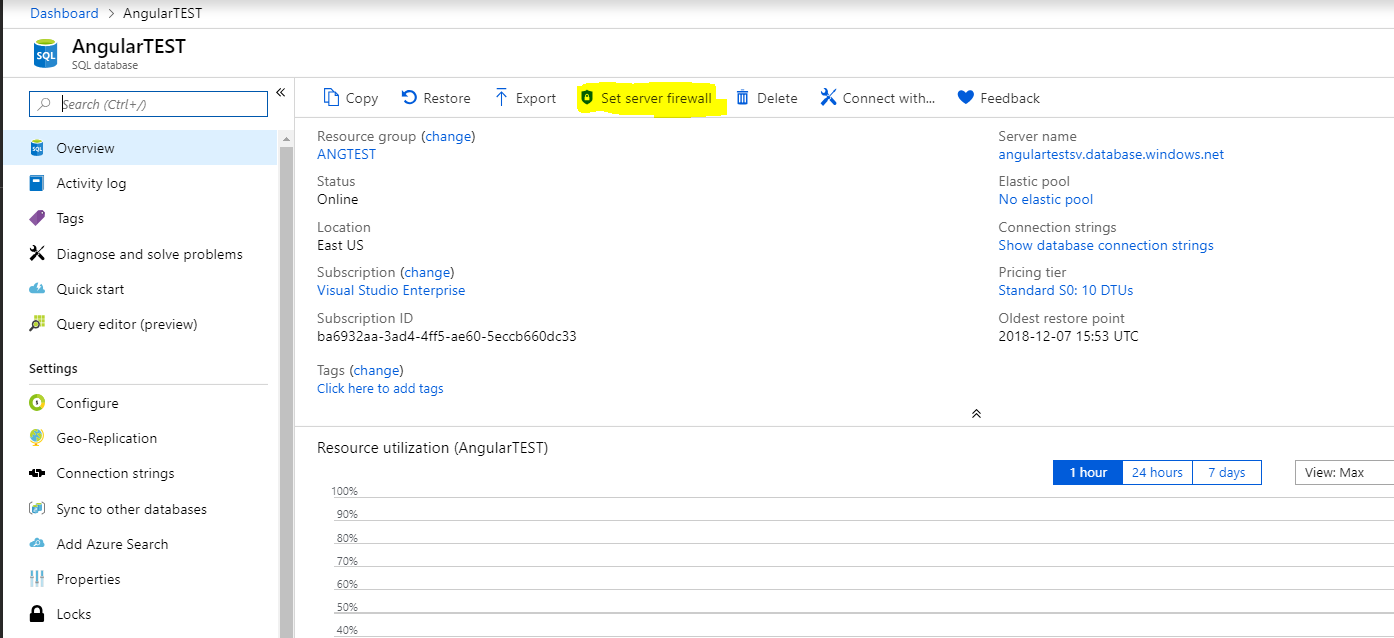 Dashboard > AngularTEST
SQL
AngularTEST
SQL database
Search (Ctrl+/)
«
Overview
Activity log
Tags
Diagnose and solve problems
Quick start
Query editor (preview)
Settings
Configure
Geo-Replication
Connection strings
Sync to other databases
Add Azure Search
Properties
Locks
Copy Restore Export Set server firewall Delete Connect with... Feedback
Resource group (change)
ANGTEST
Status
Online
Location
East US
Subscription (change)
Visual Studio Enterprise
Subscription ID
ba6932aa-3ad4-4ff5-ae60-5eccb660dc33
Tags (change)
Click here to add tags
Server name
angulartestsv.database.windows.net
Elastic pool
No elastic pool
Connection strings
Show database connection strings
Pricing tier
Standard S0: 10 DTUs
Oldest restore point
2018-12-07 15:53 UTC
Resource utilization (AngularTEST)
1 hour 24 hours 7 days View: Max
100%
90%
80%
70%
60%
50%
40%